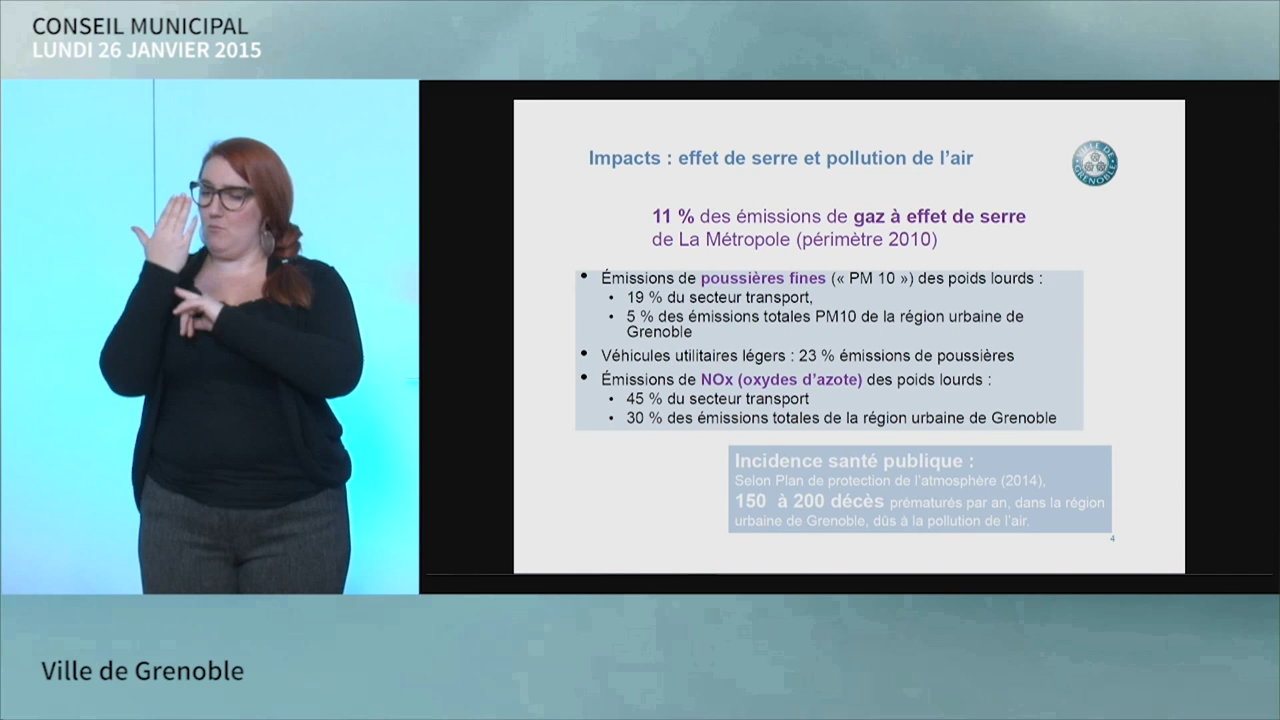 CONSEIL MUNICIPAL
LUNDI 26 JANVIER 2015
Impacts : effet de serre et pollution de l'air
VILLE DE GRENOBLE
11 % des émissions de gaz à effet de serre
de La Métropole (périmètre 2010)
• Émissions de poussières fines (« PM 10 ») des poids lourds :
• 19 % du secteur transport,
• 5 % des émissions totales PM10 de la région urbaine de
Grenoble
• Véhicules utilitaires légers : 23 % émissions de poussières
• Émissions de NOx (oxydes d'azote) des poids lourds :
• 45 % du secteur transport
• 30 % des émissions totales de la région urbaine de Grenoble
Incidence santé publique :
Selon Plan de protection de l'atmosphère (2014),
150 à 200 décès prématurés par an, dans la région
urbaine de Grenoble, dûs à la pollution de l'air.
4
Ville de Grenoble